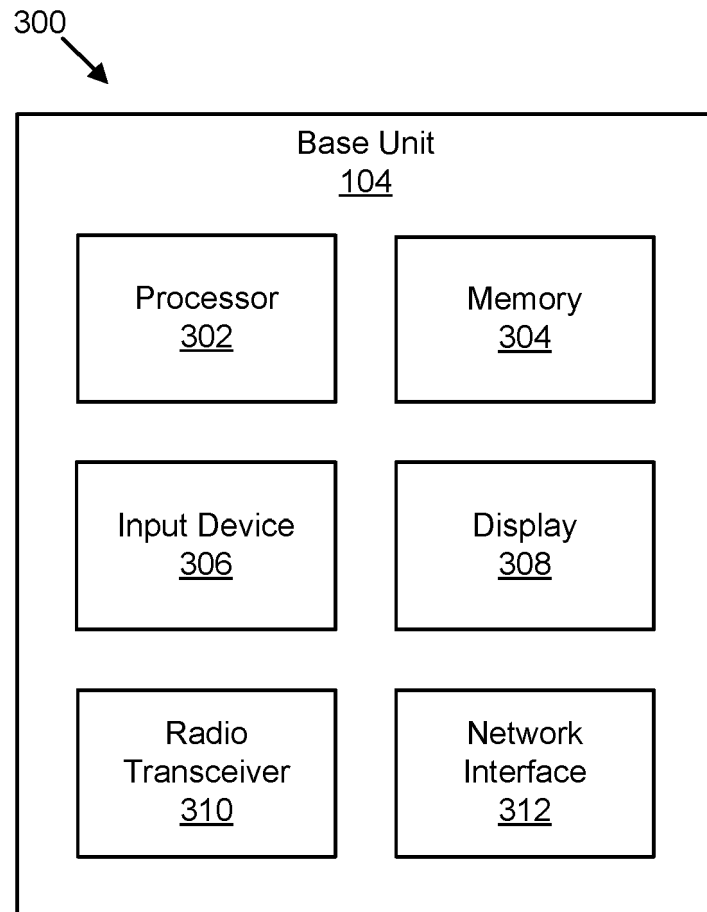 300
Base Unit
104
Processor
302
Memory
304
Input Device
306
Display
308
Radio
Transceiver
310
Network
Interface
312